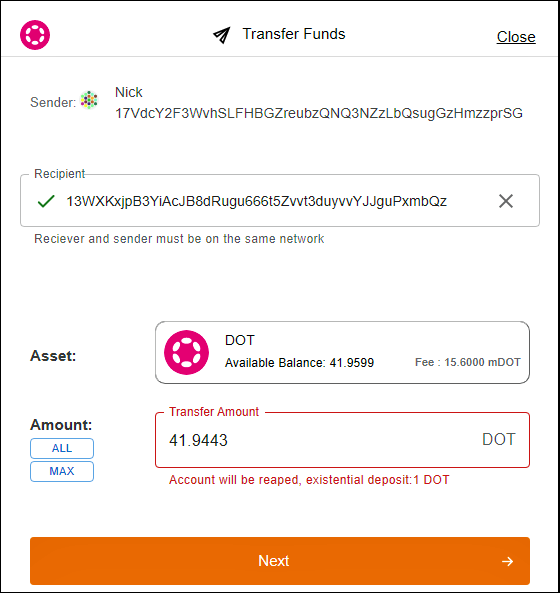 Transfer Funds
Close
Sender:
Nick
17VdcY2F3WvhSLFHBGZreubzQNQ3NZzLbQsugGzHmzzprSG
Recipient
13WXKxjpB3YiAcJB8dRugu666t5Zvvt3duyvvYJJguPxmbQz
Reciever and sender must be on the same network
Asset:
DOT
Available Balance: 41.9599
Fee : 15.6000 mDOT
Amount:
ALL
MAX
Transfer Amount
41.9443
DOT
Account will be reaped, existential deposit:1 DOT
Next